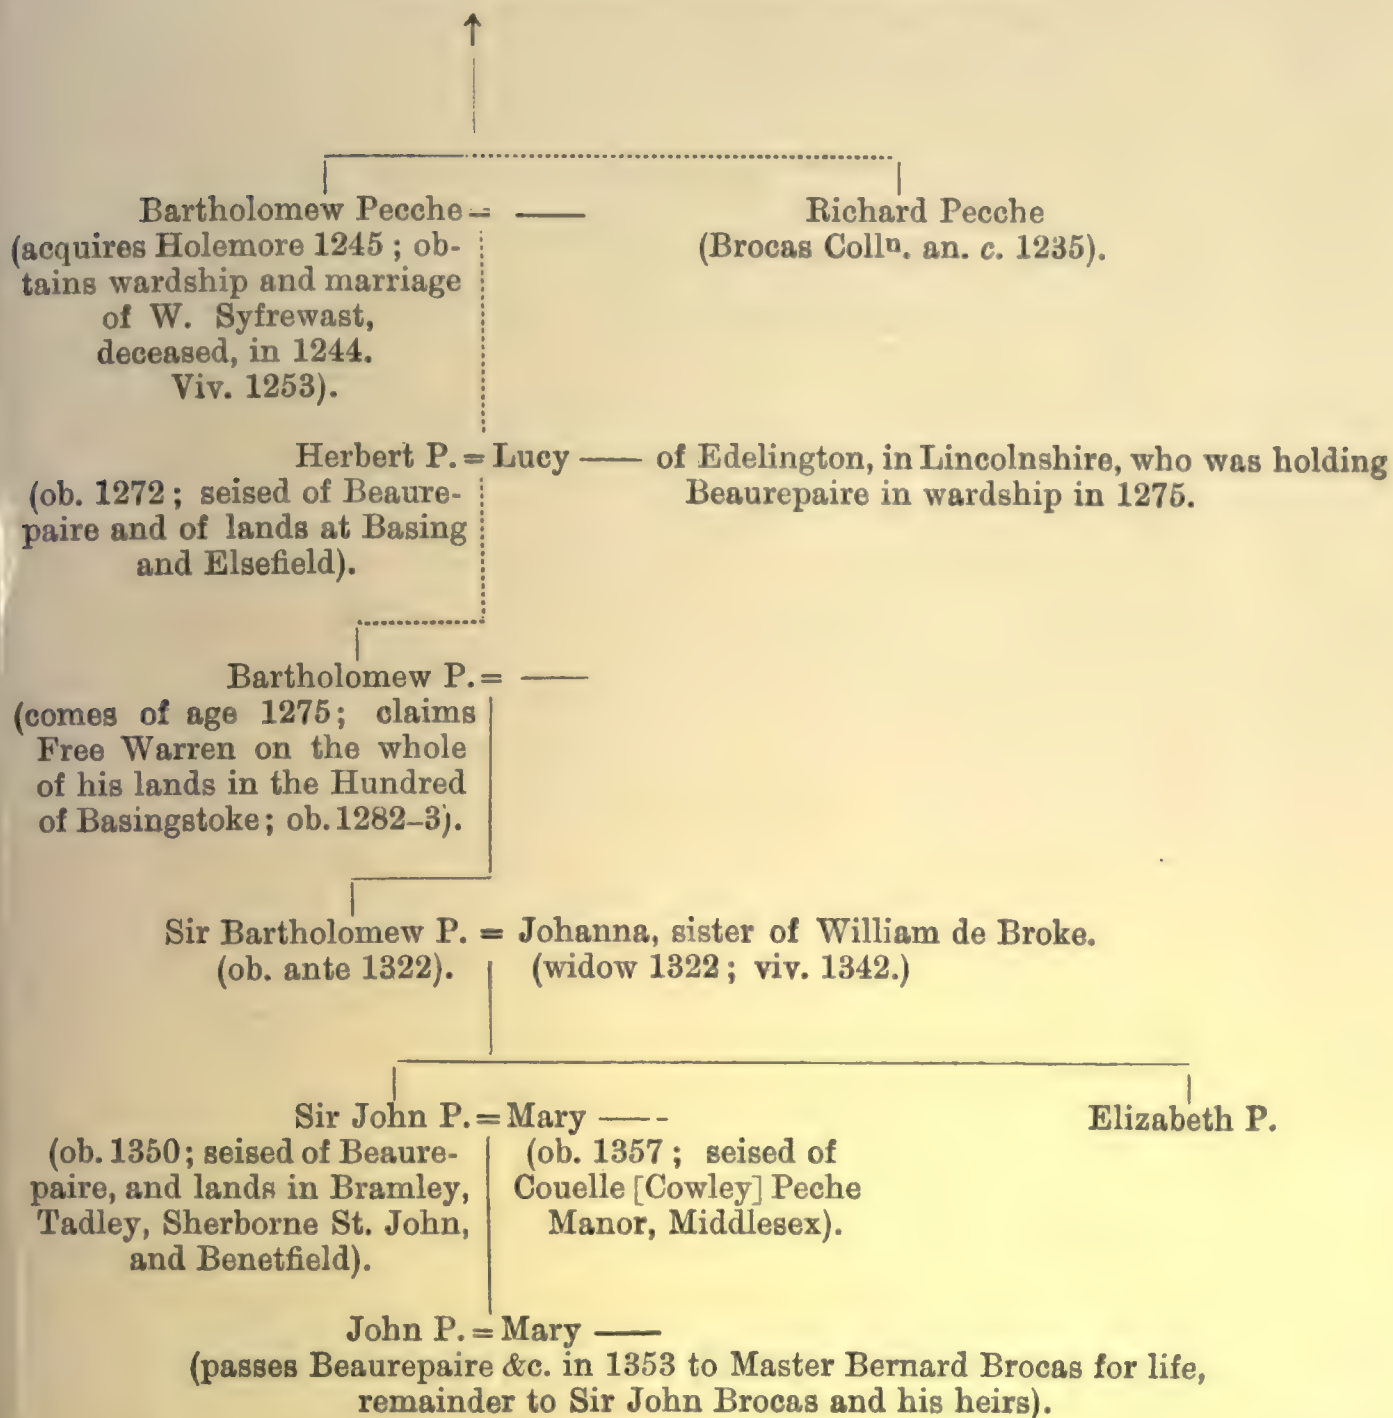 Bartholomew Pecche = —— Richard Pecche
(acquires Holemore 1245 ; ob- (Brocas Collⁿ. an. c. 1235).
tains wardship and marriage
of W. Syfrewast,
deceased, in 1244.
Viv. 1253).
Herbert P. = Lucy —— of Edelington, in Lincolnshire, who was holding
(ob. 1272 ; seised of Beaure- Beaurepaire in wardship in 1275.
paire and of lands at Basing
and Elsefield).
Bartholomew P. = ——
(comes of age 1275; claims
Free Warren on the whole
of his lands in the Hundred
of Basingstoke; ob. 1282–3).
Sir Bartholomew P. = Johanna, sister of William de Broke.
(ob. ante 1322). (widow 1322 ; viv. 1342.)
Sir John P. = Mary —— Elizabeth P.
(ob. 1350; seised of Beaure- (ob. 1357 ; seised of
paire, and lands in Bramley, Couelle [Cowley] Peche
Tadley, Sherborne St. John, Manor, Middlesex).
and Benetfield).
John P. = Mary ——
(passes Beaurepaire &c. in 1353 to Master Bernard Brocas for life,
remainder to Sir John Brocas and his heirs).